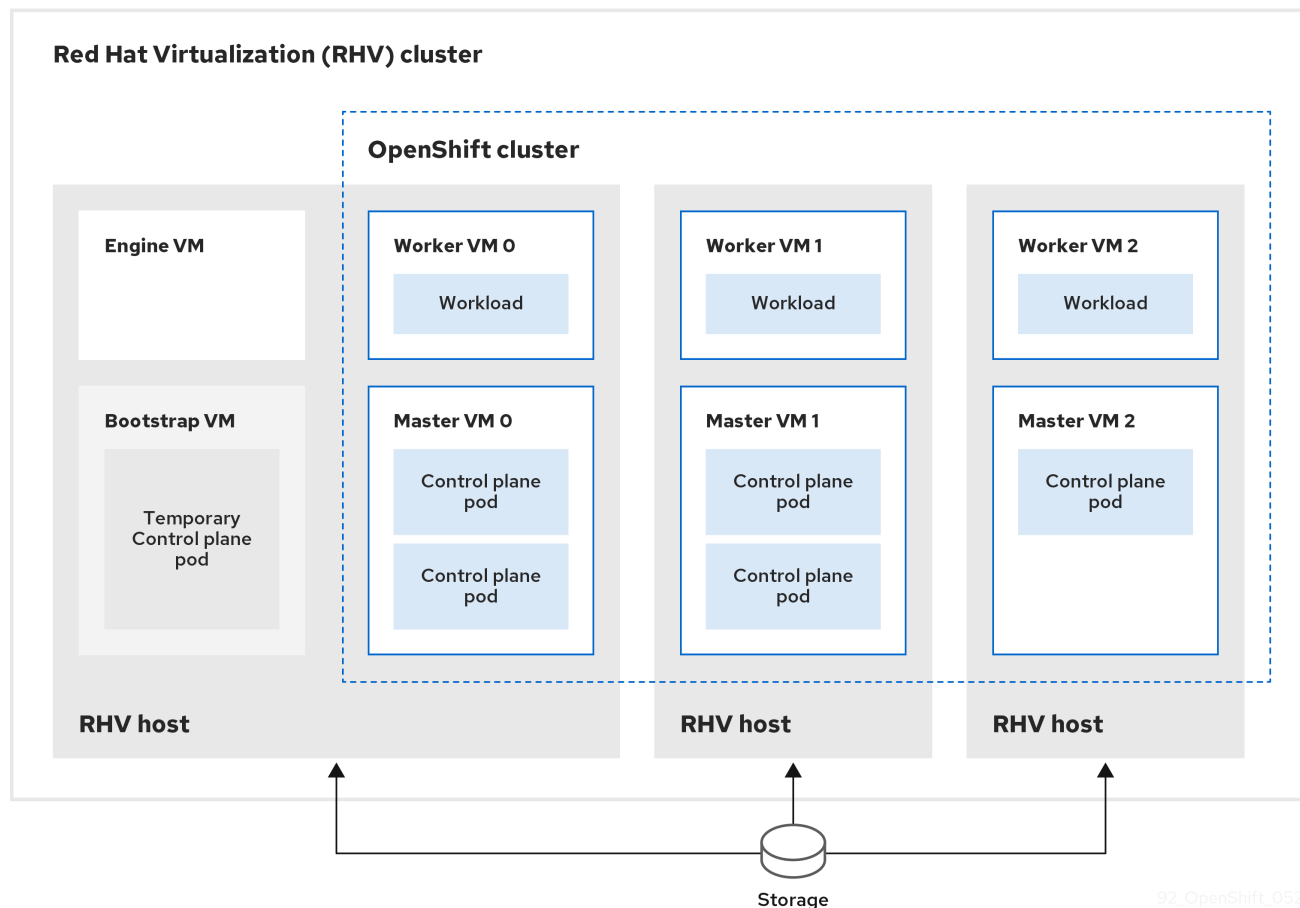 Red Hat Virtualization (RHV) cluster
OpenShift cluster
Engine VM
Worker VM 0
Workload
Worker VM 1
Workload
Worker VM 2
Workload
Bootstrap VM
Temporary
Control plane
pod
Master VM 0
Control plane
pod
Control plane
pod
Master VM 1
Control plane
pod
Control plane
pod
Master VM 2
Control plane
pod
RHV host
RHV host
RHV host
Storage
92_OpenShift_052